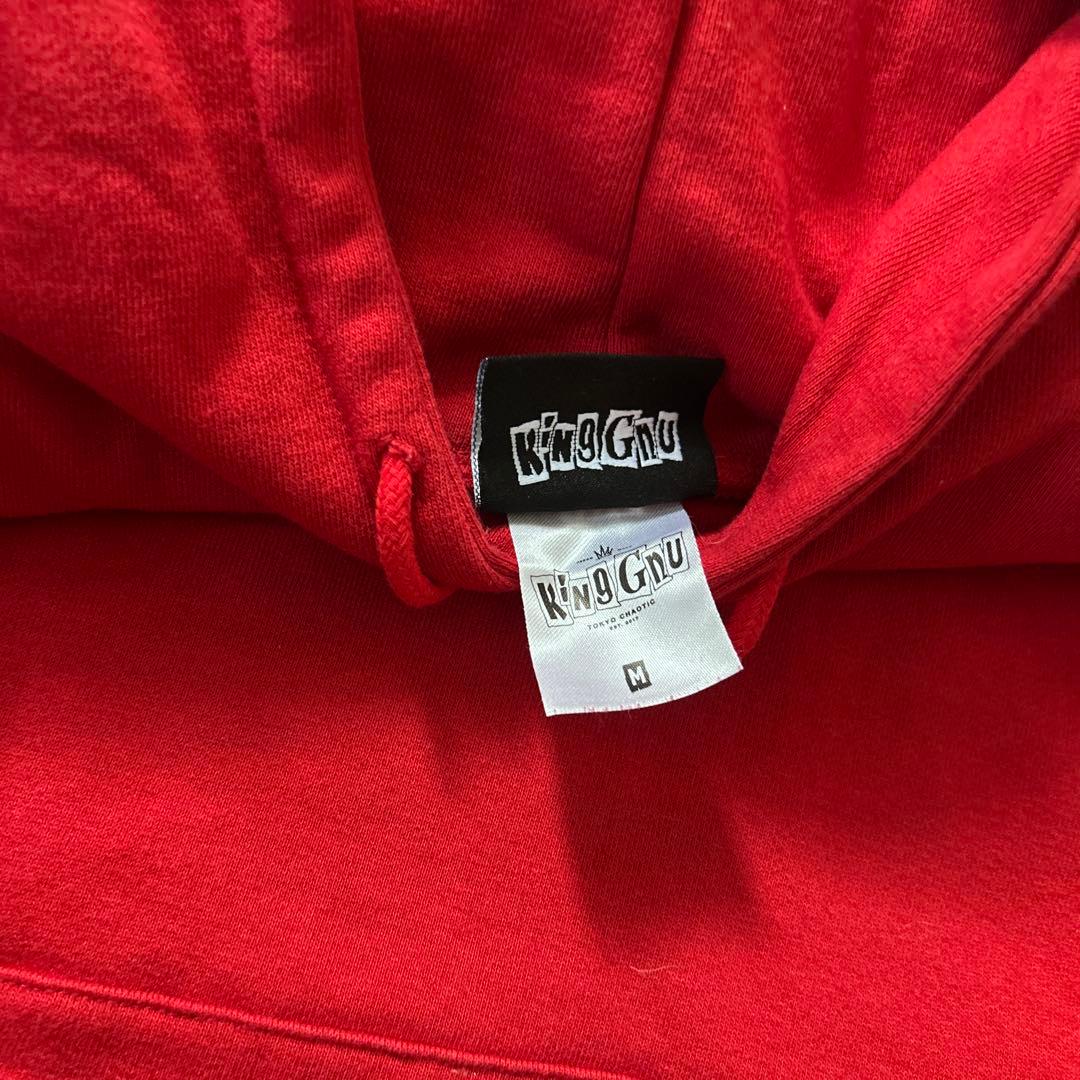 KiNg Gnu
KiNg Gnu
TOKYO CHAOTIC
EST. 2017
M